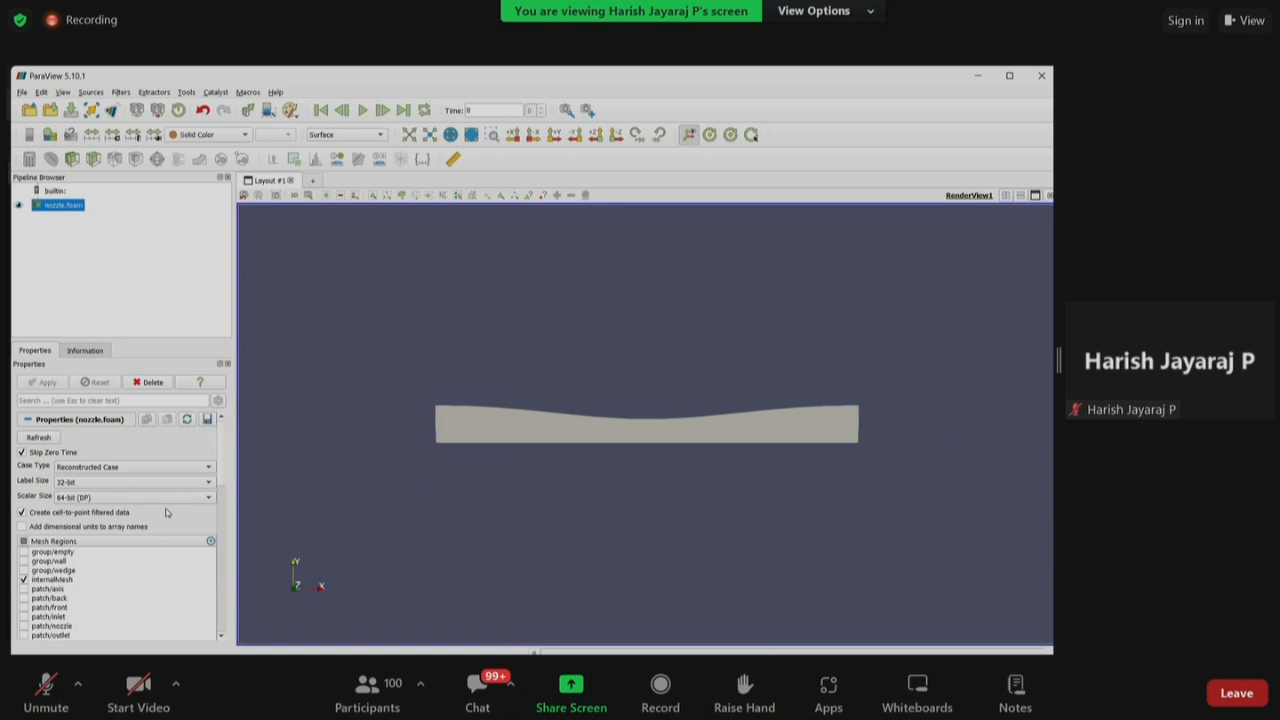 Recording
You are viewing Harish Jayaraj P's screen
View Options
Sign in
View
ParaView 5.10.1
File Edit View Sources Filters Extractors Tools Catalyst Macros Help
Time: 0
0
Solid Color
Surface
Pipeline Browser
builtin:
nozzle.foam
Layout #1
+
3D
RenderView1
Properties
Information
Properties
Apply
Reset
Delete
?
Search ... (use Esc to clear text)
Properties (nozzle.foam)
Refresh
Skip Zero Time
Case Type Reconstructed Case
Label Size 32-bit
Scalar Size 64-bit (DP)
Create cell-to-point filtered data
Add dimensional units to array names
Mesh Regions
group/empty
group/wall
group/wedge
internalMesh
patch/axis
patch/back
patch/front
patch/inlet
patch/nozzle
patch/outlet
Y
Z
X
Harish Jayaraj P
Harish Jayaraj P
Unmute
Start Video
100
Participants
99+
Chat
Share Screen
Record
Raise Hand
Apps
Whiteboards
Notes
Leave